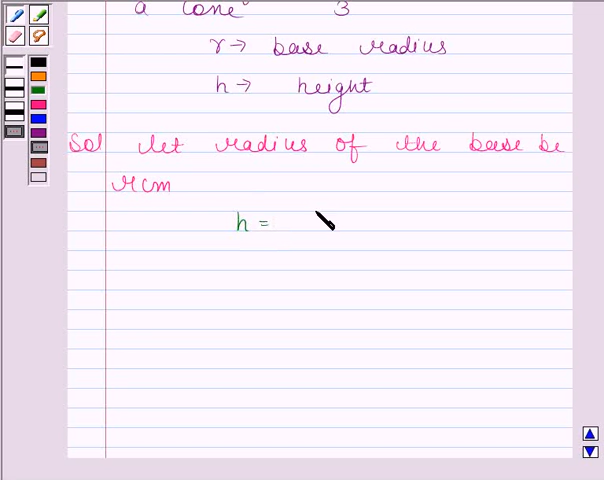 a cone 3
r → base radius
h → height
Sol let radius of the base be
r cm
h =